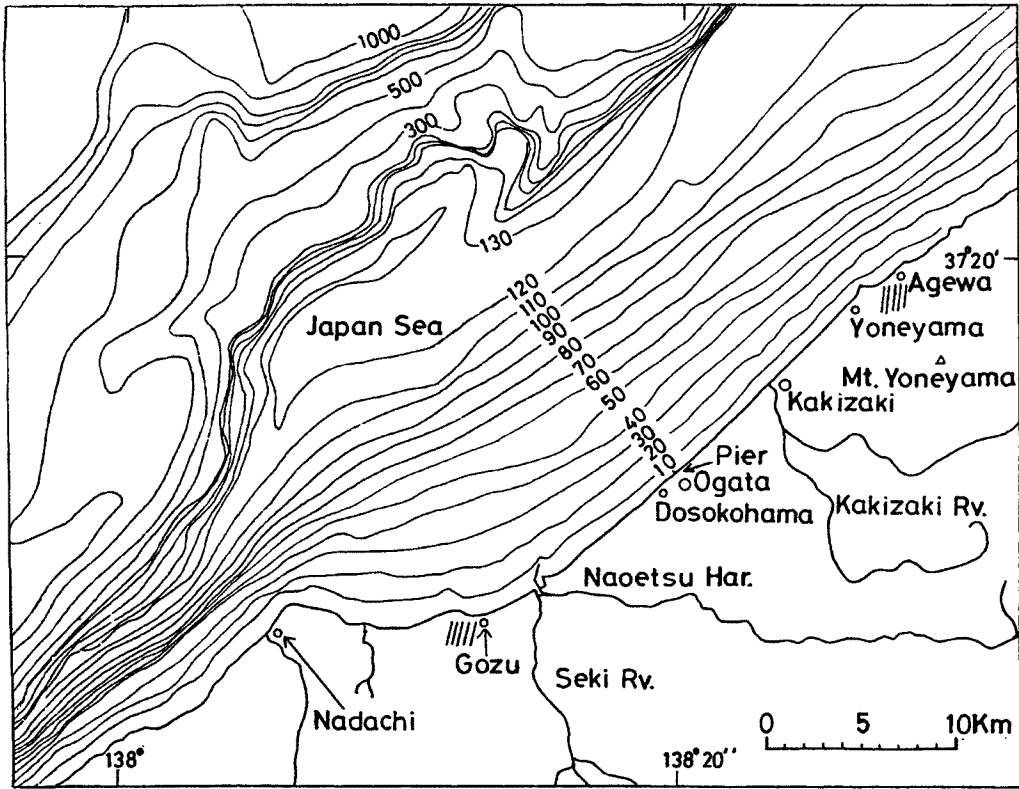 1000
500
300
130
37°20'
Agewa
120
110
100
90
80
70
60
50
40
30
20
10
Japan Sea
Yoneyama
Mt. Yoneyama
Kakizaki
Pier
Ogata
Dosokohama
Kakizaki Rv.
Naoetsu Har.
Gozu
Seki Rv.
Nadachi
0 5 10Km
138°
138°20''